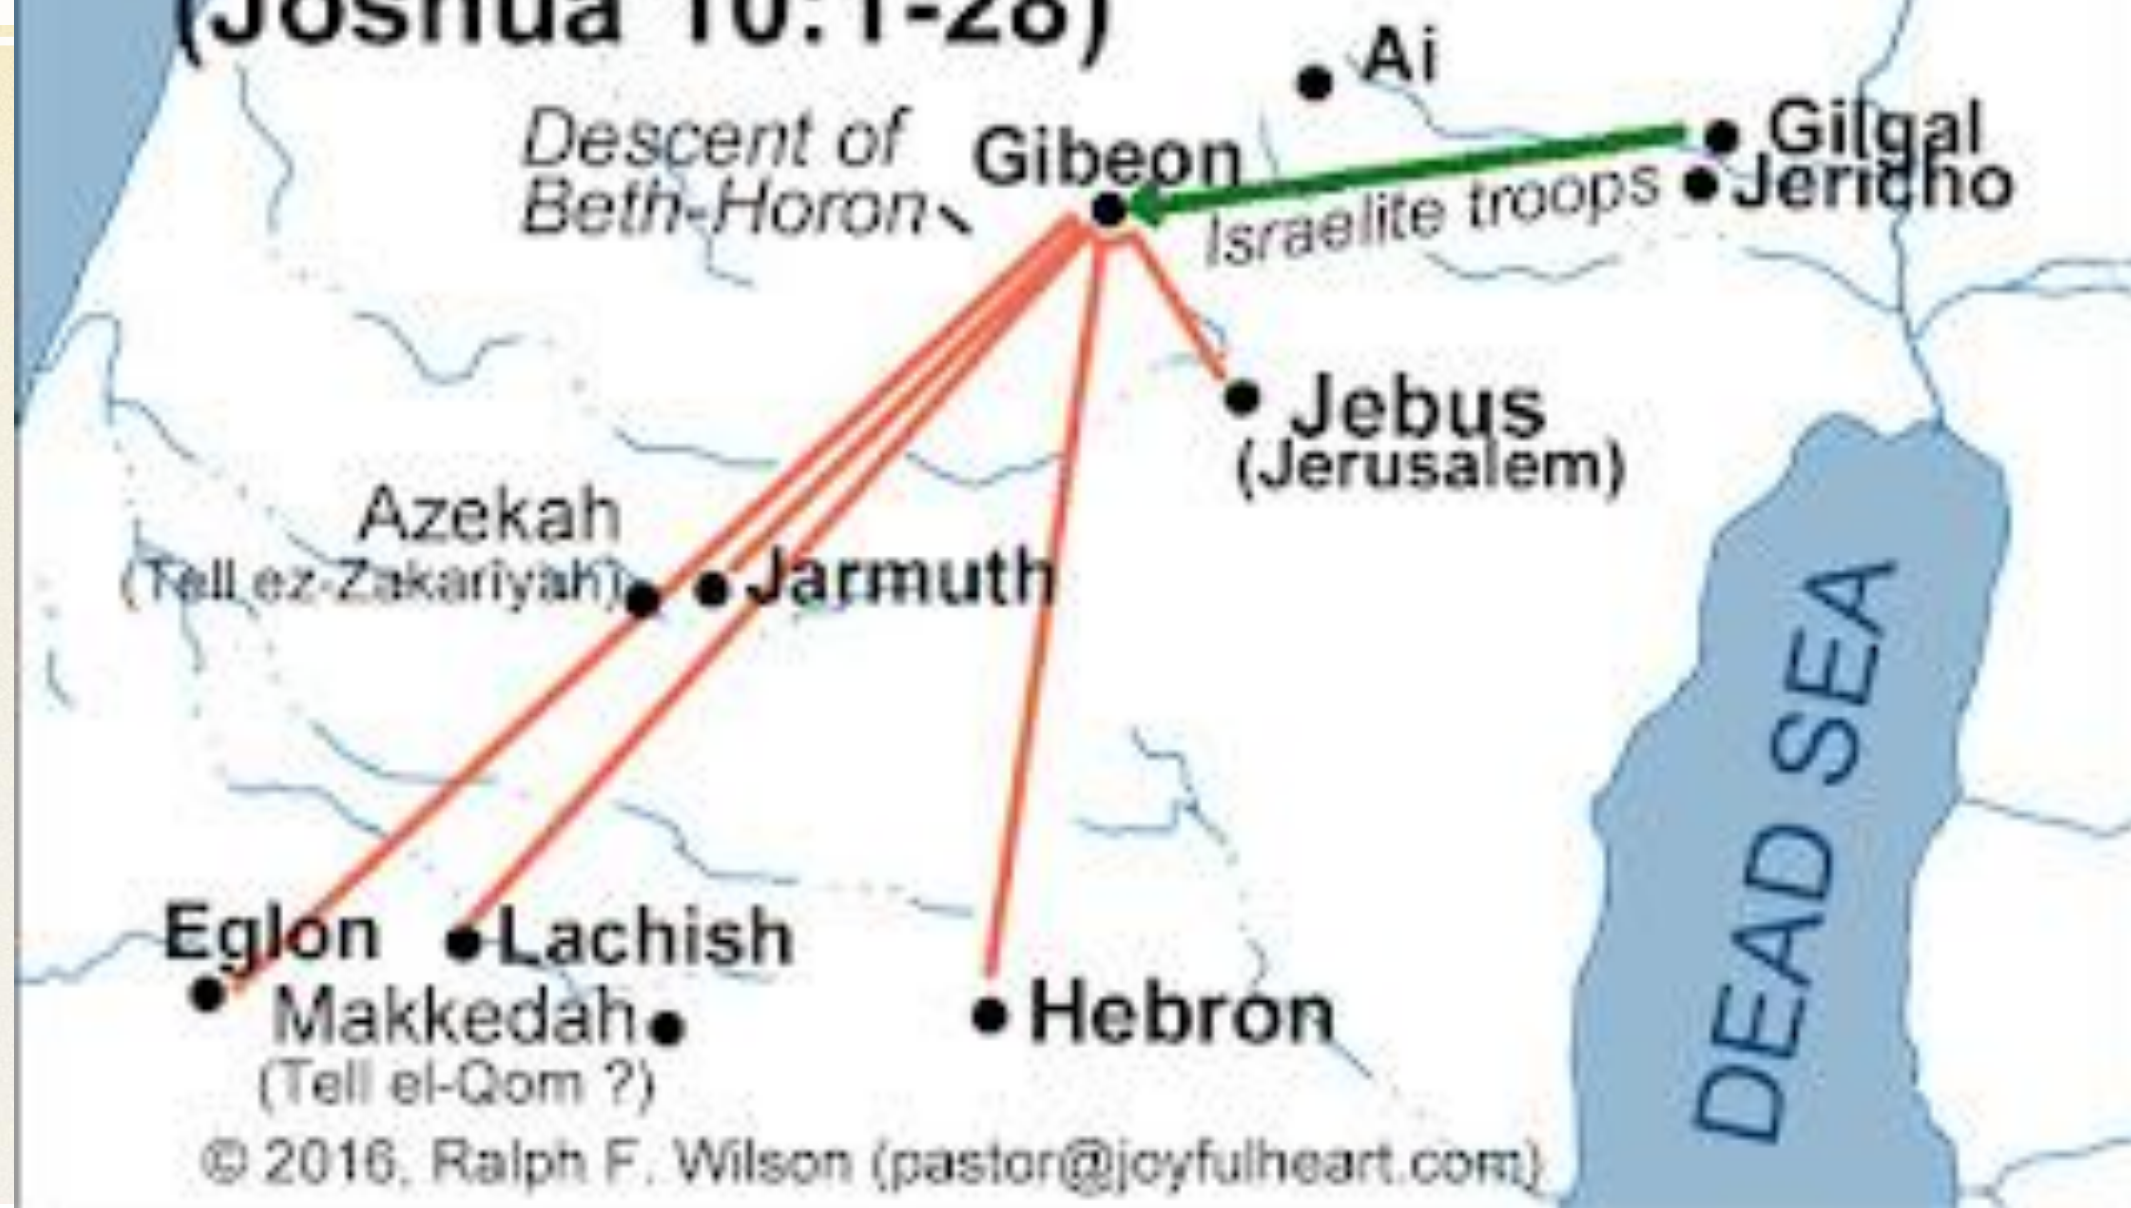 (Joshua 10:1-28)
Ai
Descent of
Beth-Horon
Gibeon
Gilgal
Jericho
Israelite troops
Jebus
(Jerusalem)
Azekah
(Tell ez-Zakariyah)
Jarmuth
DEAD SEA
Eglon
Lachish
Makkedah
(Tell el-Qom ?)
Hebron
© 2016, Ralph F. Wilson (pastor@joyfulheart.com)